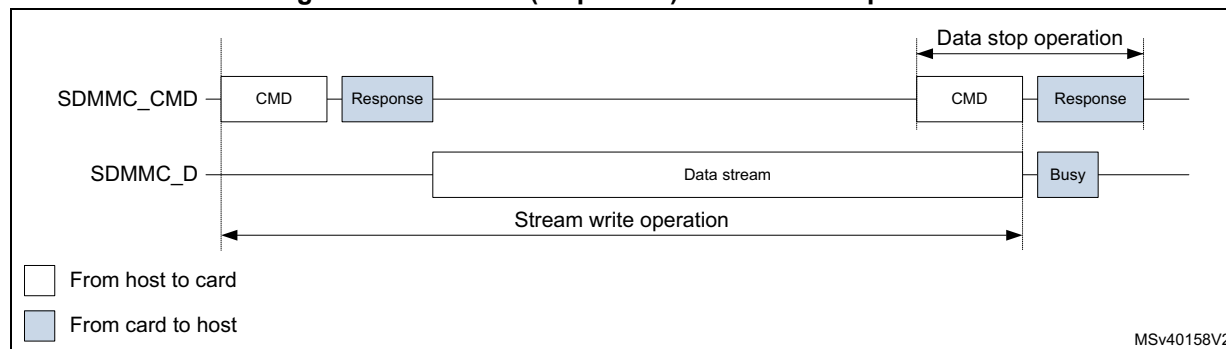 Data stop operation
SDMMC_CMD CMD Response CMD Response
SDMMC_D Data stream Busy
Stream write operation
From host to card
From card to host
MSv40158V2